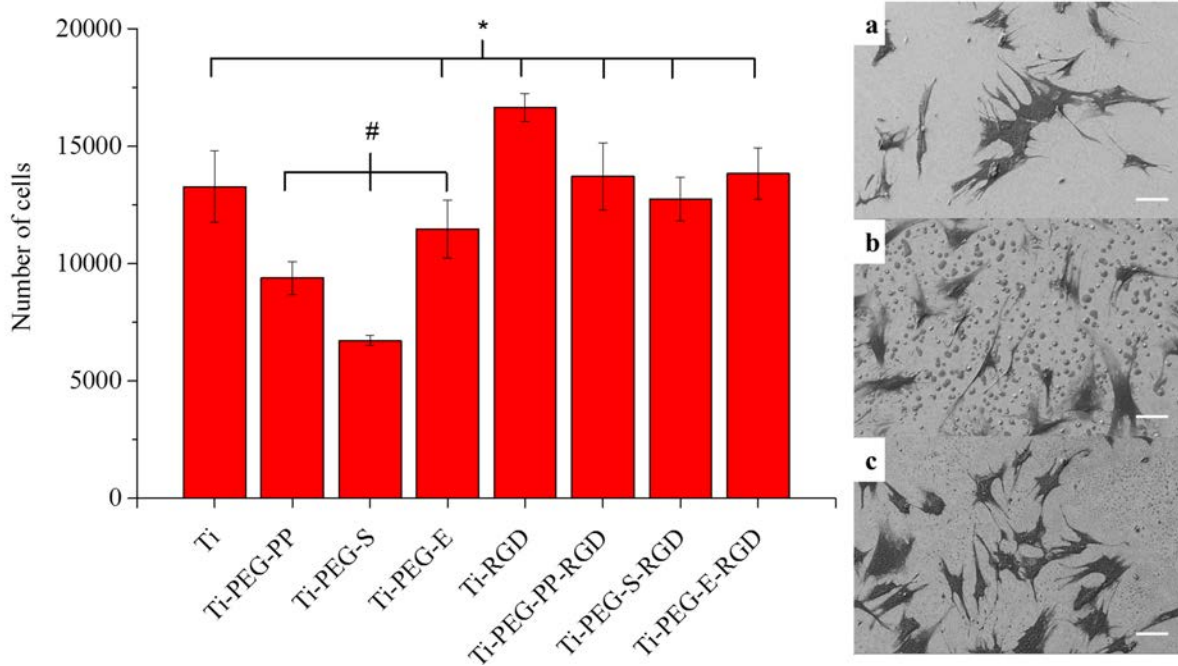 Number of cells
20000
15000
10000
5000
0
*
#
Ti
Ti-PEG-PP
Ti-PEG-S
Ti-PEG-E
Ti-RGD
Ti-PEG-PP-RGD
Ti-PEG-S-RGD
Ti-PEG-E-RGD
a
b
c